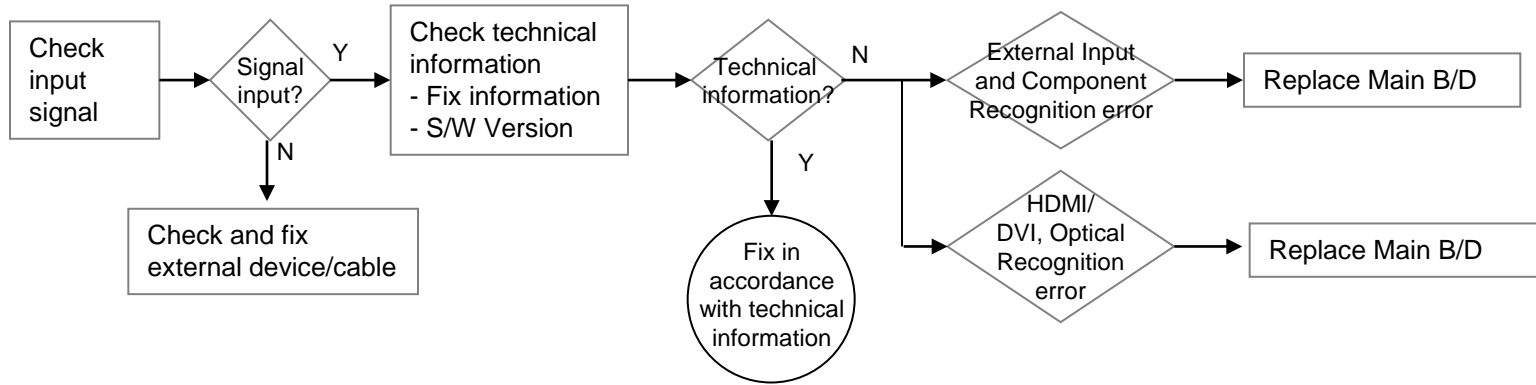 Check
input
signal
Signal
input?
Y
N
Check and fix
external device/cable
Check technical
information
- Fix information
- S/W Version
Technical
information?
N
Y
Fix in
accordance
with technical
information
External Input
and Component
Recognition error
Replace Main B/D
HDMI/
DVI, Optical
Recognition
error
Replace Main B/D